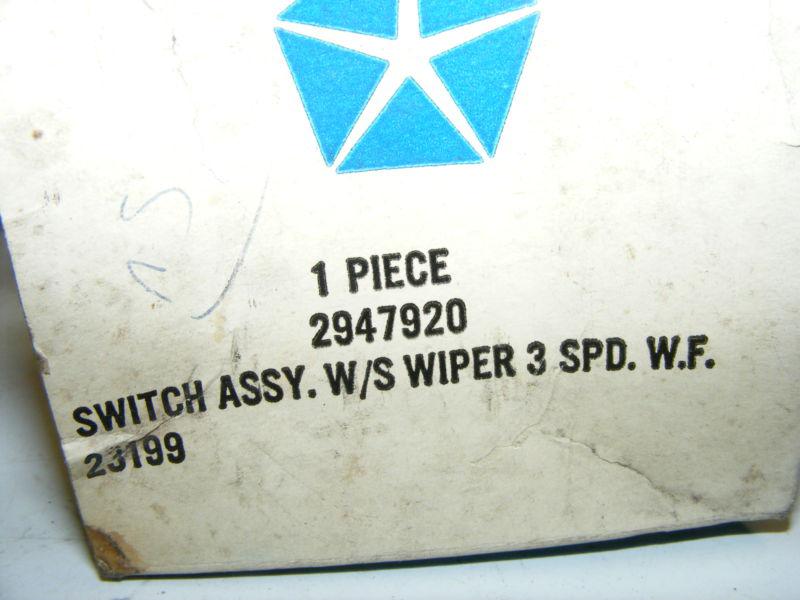 1 PIECE
2947920
SWITCH ASSY. W/S WIPER 3 SPD. W.F.
23199